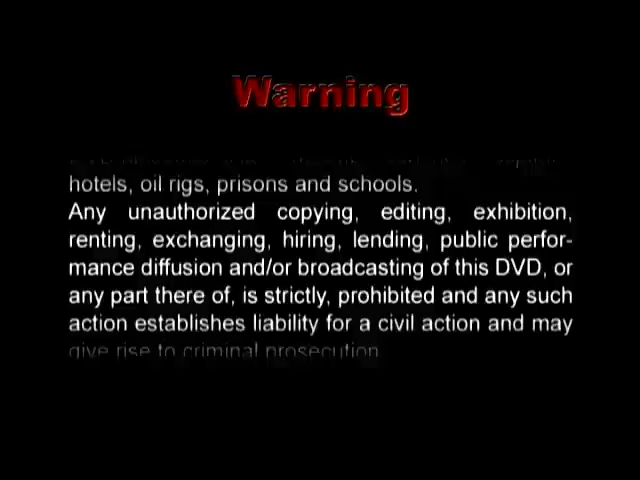 Warning
hotels, oil rigs, prisons and schools.
Any unauthorized copying, editing, exhibition,
renting, exchanging, hiring, lending, public perfor-
mance diffusion and/or broadcasting of this DVD, or
any part there of, is strictly, prohibited and any such
action establishes liability for a civil action and may
give rise to criminal prosecution